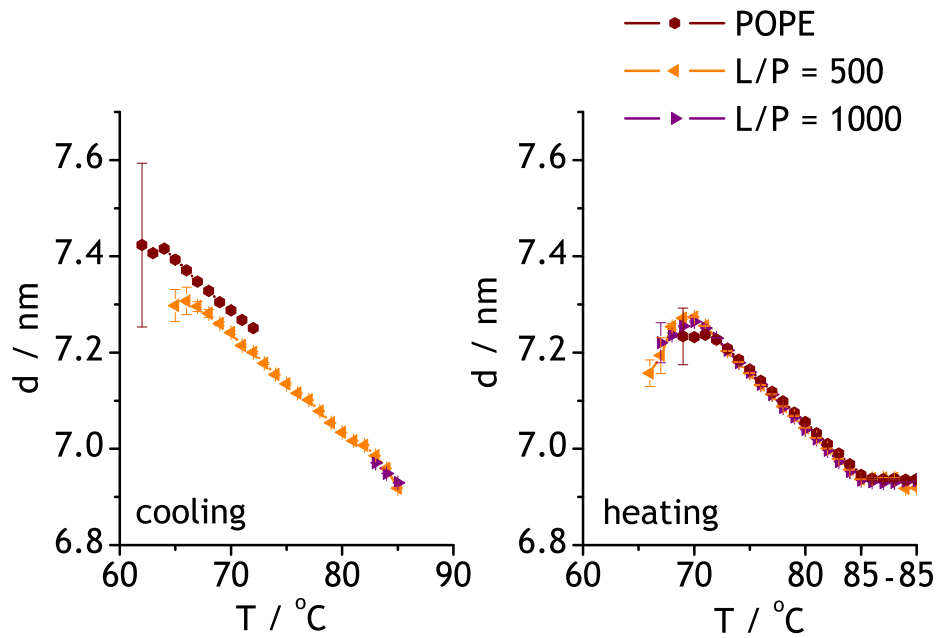 POPE
L/P = 500
L/P = 1000
7.6
7.4
7.2
7.0
6.8
d / nm
cooling
60
70
80
90
T / °C
7.6
7.4
7.2
7.0
6.8
d / nm
heating
60
70
80
85-85
T / °C